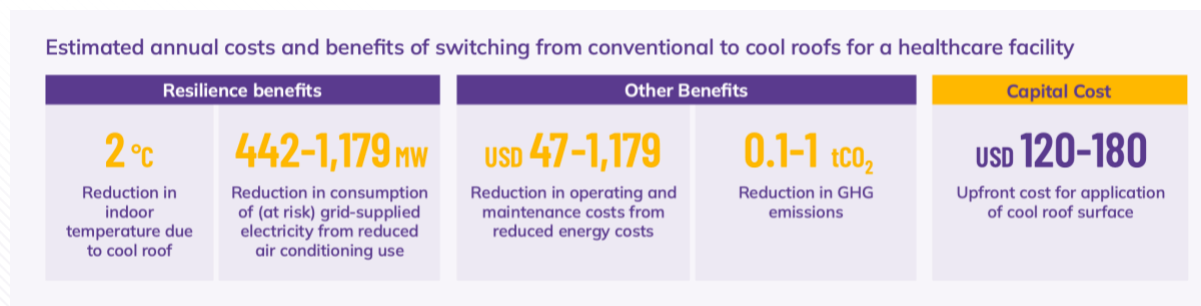 Estimated annual costs and benefits of switching from conventional to cool roofs for a healthcare facility
Resilience benefits
2 °C
Reduction in
indoor
temperature due
to cool roof
442-1,179 MW
Reduction in consumption
of (at risk) grid-supplied
electricity from reduced
air conditioning use
Other Benefits
USD 47-1,179
Reduction in operating and
maintenance costs from
reduced energy costs
0.1-1 tCO₂
Reduction in GHG
emissions
Capital Cost
USD 120-180
Upfront cost for application
of cool roof surface